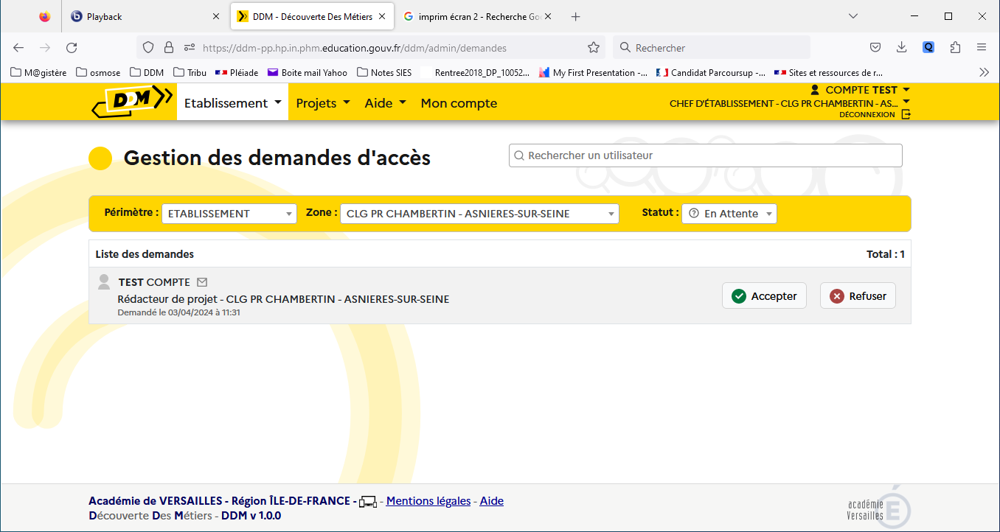 Playback
DDM - Découverte Des Métiers
imprim écran 2 - Recherche Goo
https://ddm-pp.hp.in.phm.education.gouv.fr/ddm/admin/demandes
Rechercher
M@gistère osmose DDM Tribu Pléiade Boite mail Yahoo Notes SIES Rentree2018_DP_10052... My First Presentation -... Candidat Parcoursup -... Sites et ressources de r...
DDM
Etablissement Projets Aide Mon compte
COMPTE TEST
CHEF D'ÉTABLISSEMENT - CLG PR CHAMBERTIN - AS...
DÉCONNEXION
Gestion des demandes d'accès
Rechercher un utilisateur
Périmètre : ETABLISSEMENT Zone : CLG PR CHAMBERTIN - ASNIERES-SUR-SEINE Statut : En Attente
Liste des demandes Total : 1
TEST COMPTE
Rédacteur de projet - CLG PR CHAMBERTIN - ASNIERES-SUR-SEINE
Demandé le 03/04/2024 à 11:31
Accepter Refuser
Académie de VERSAILLES - Région ÎLE-DE-FRANCE - - Mentions légales - Aide
Découverte Des Métiers - DDM v 1.0.0
académie
Versailles
É